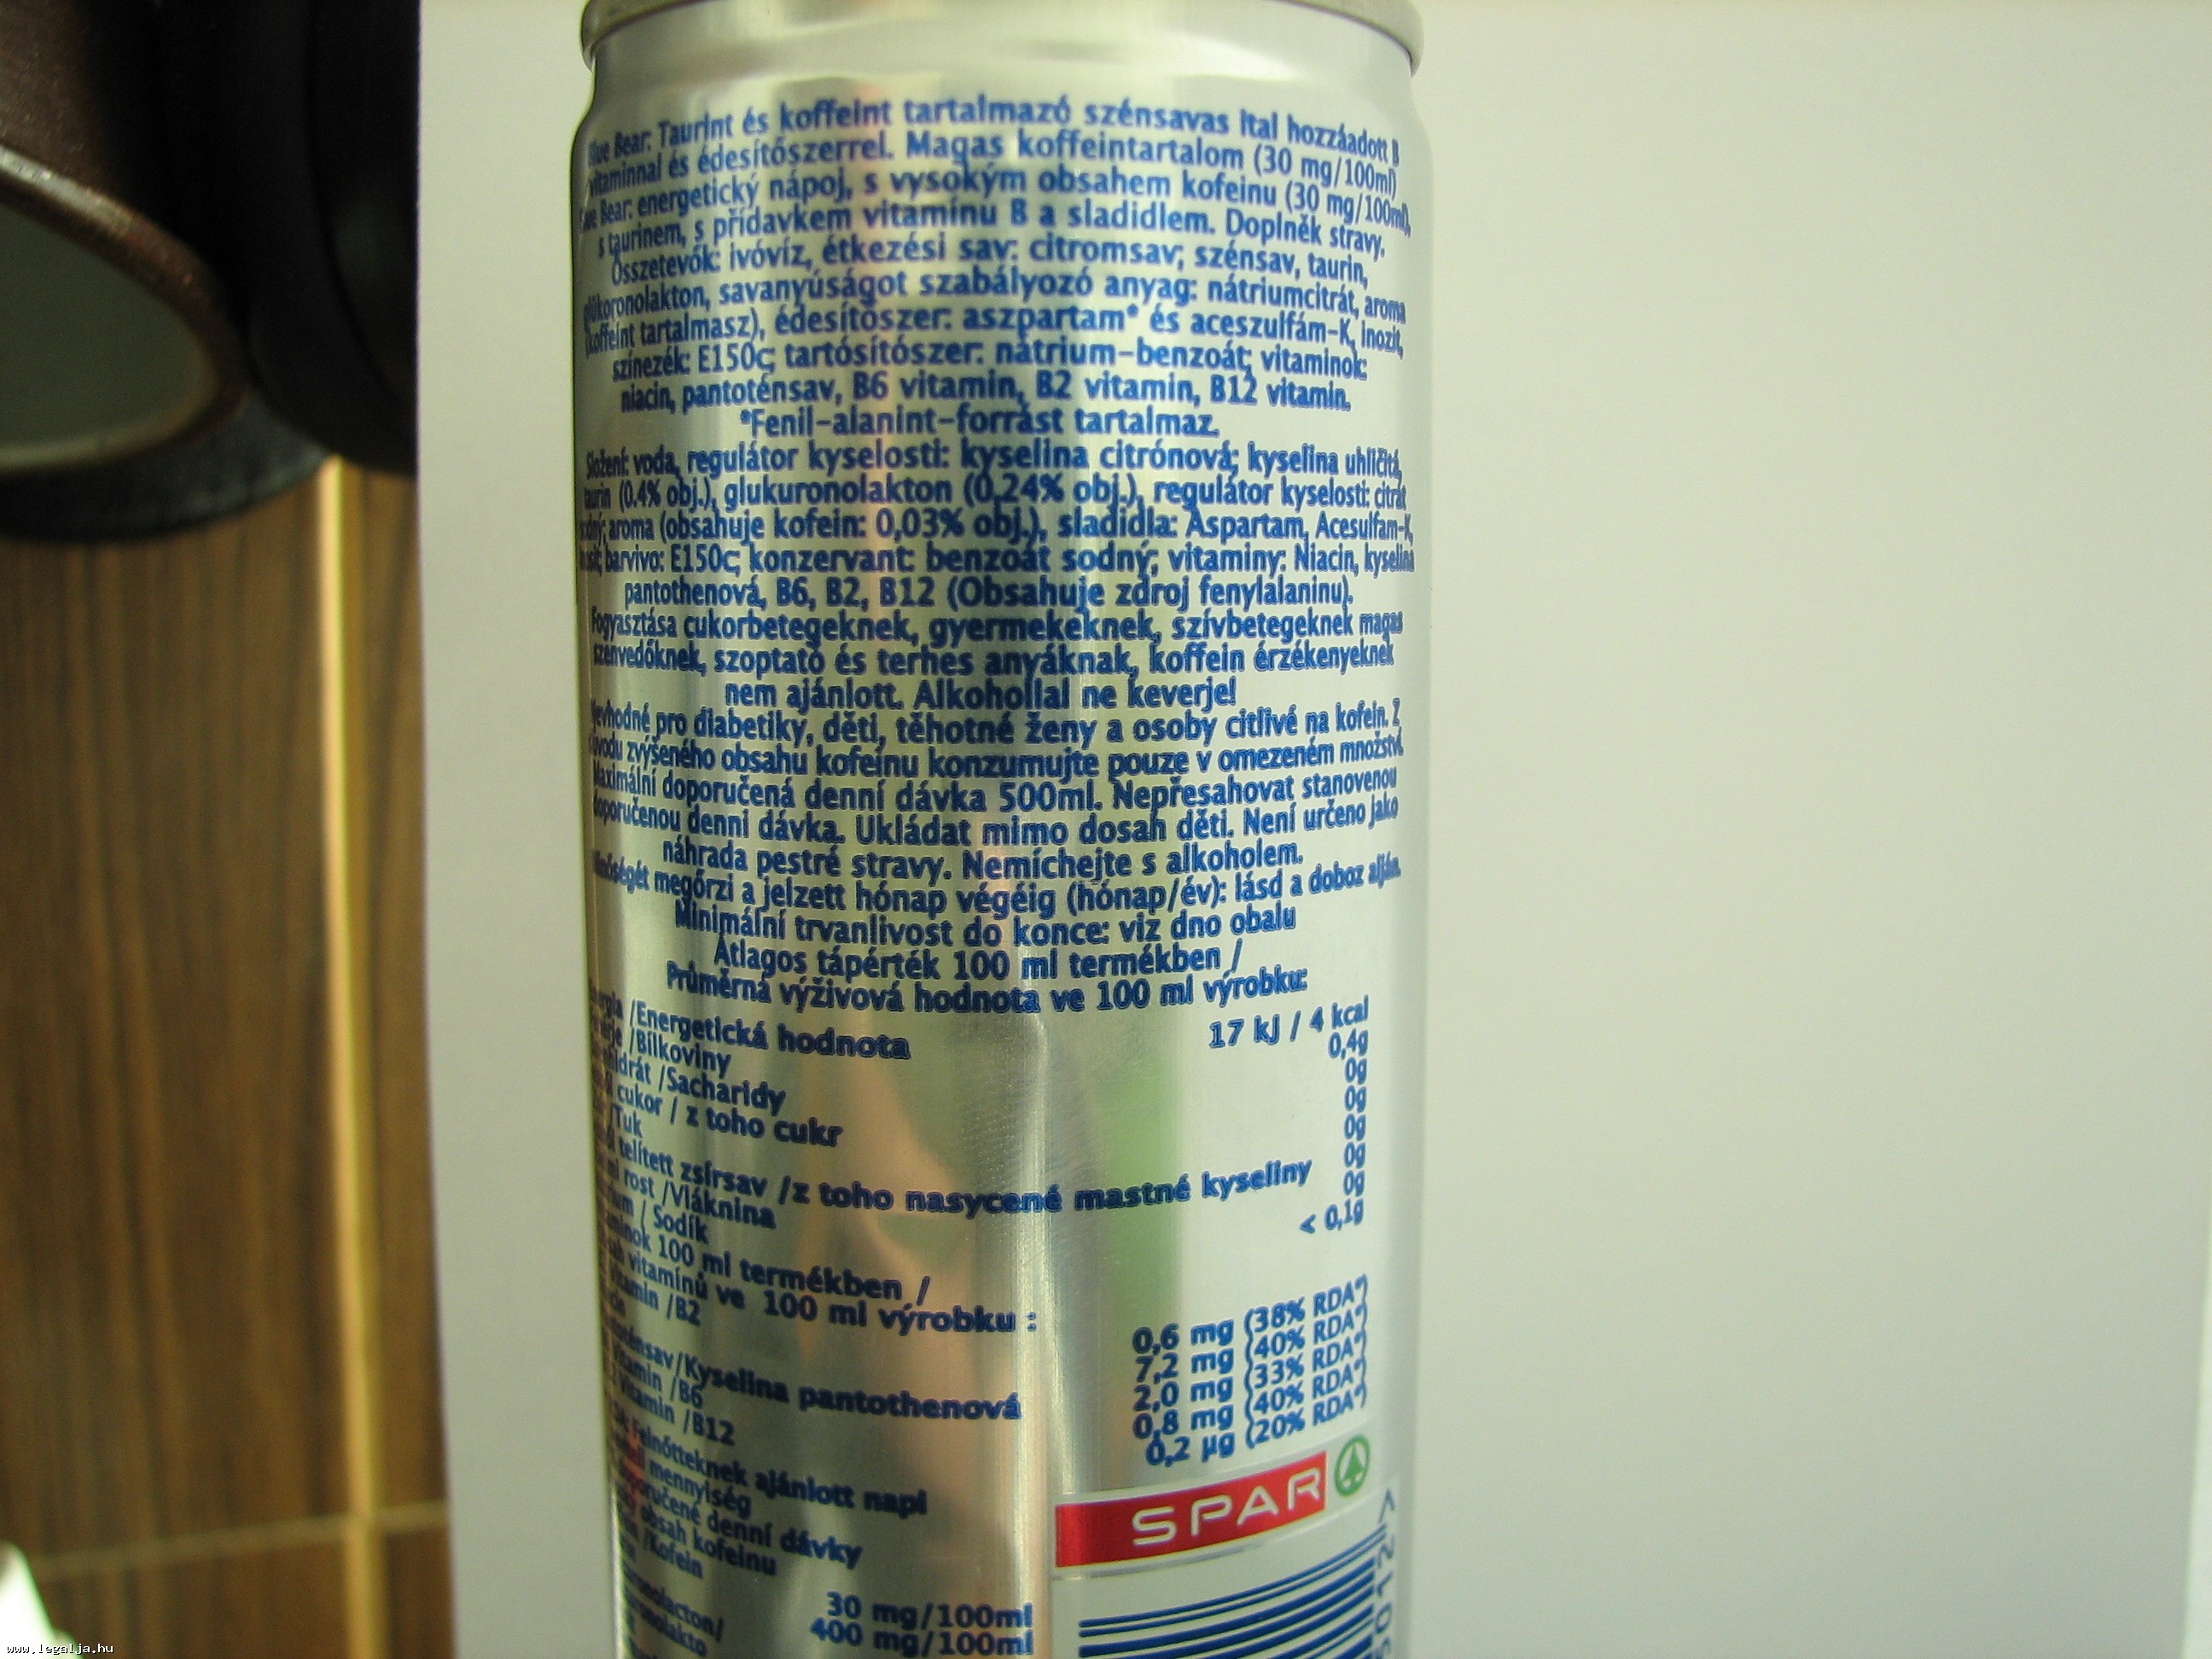 Blue Bear: Taurint és koffeint tartalmazó szénsavas ital hozzáadott B
vitaminnal és édesítőszerrel. Magas koffeintartalom (30 mg/100ml)
Blue Bear: energetický nápoj, s vysokým obsahem kofeinu (30 mg/100ml),
s taurinem, s přídavkem vitamínu B a sladidlem. Doplněk stravy.
Összetevők: ivóvíz, étkezési sav: citromsav; szénsav, taurin,
glükoronolakton, savanyúságot szabályozó anyag: nátriumcitrát, aroma
(koffeint tartalmasz), édesítőszer: aszpartam* és aceszulfám-K, inozit,
színezék: E150c; tartósítószer: nátrium-benzoát; vitaminok:
niacin, pantoténsav, B6 vitamin, B2 vitamin, B12 vitamin.
*Fenil-alanint-forrást tartalmaz.
Složení: voda, regulátor kyselosti: kyselina citrónová; kyselina uhličitá,
taurin (0.4% obj.), glukuronolakton (0,24% obj.), regulátor kyselosti: citrát
sodný; aroma (obsahuje kofein: 0,03% obj.), sladidla: Aspartam, Acesulfam-K,
barvivo: E150c; konzervant: benzoát sodný; vitaminy: Niacin, kyselina
pantothenová, B6, B2, B12 (Obsahuje zdroj fenylalaninu).
Fogyasztása cukorbetegeknek, gyermekeknek, szívbetegeknek magas
szenvedőknek, szoptató és terhes anyáknak, koffein érzékenyeknek
nem ajánlott. Alkohollal ne keverje!
Nevhodné pro diabetiky, děti, těhotné ženy a osoby citlivé na kofein. Z
důvodu zvýšeného obsahu kofeinu konzumujte pouze v omezeném množství.
Maximální doporučená denní dávka 500ml. Nepřesahovat stanovenou
doporučenou denni dávka. Ukládat mimo dosah děti. Není určeno jako
náhrada pestré stravy. Nemíchejte s alkoholem.
Minőségét megőrzi a jelzett hónap végéig (hónap/év): lásd a doboz alján.
Minimální trvanlivost do konce: viz dno obalu
Átlagos tápérték 100 ml termékben /
Průměrná výživová hodnota ve 100 ml výrobku:
/Energetická hodnota 17 kJ / 4 kcal
/Bílkoviny 0,4g
/Sacharidy 0g
cukor / z toho cukr 0g
/Tuk 0g
telített zsírsav /z toho nasycené mastné kyseliny 0g
rost /Vláknina 0g
/ Sodík < 0,1g
100 ml termékben /
vitamínů ve 100 ml výrobku :
/B2 0,6 mg (38% RDA*)
7,2 mg (40% RDA*)
/Kyselina pantothenová 2,0 mg (33% RDA*)
/B6 0,8 mg (40% RDA*)
/B12 0,2 µg (20% RDA*)
Felnőtteknek ajánlott napi
mennyiség
doporučené denní dávky
obsah kofeinu
/Kofein 30 mg/100ml
400 mg/100ml
SPAR